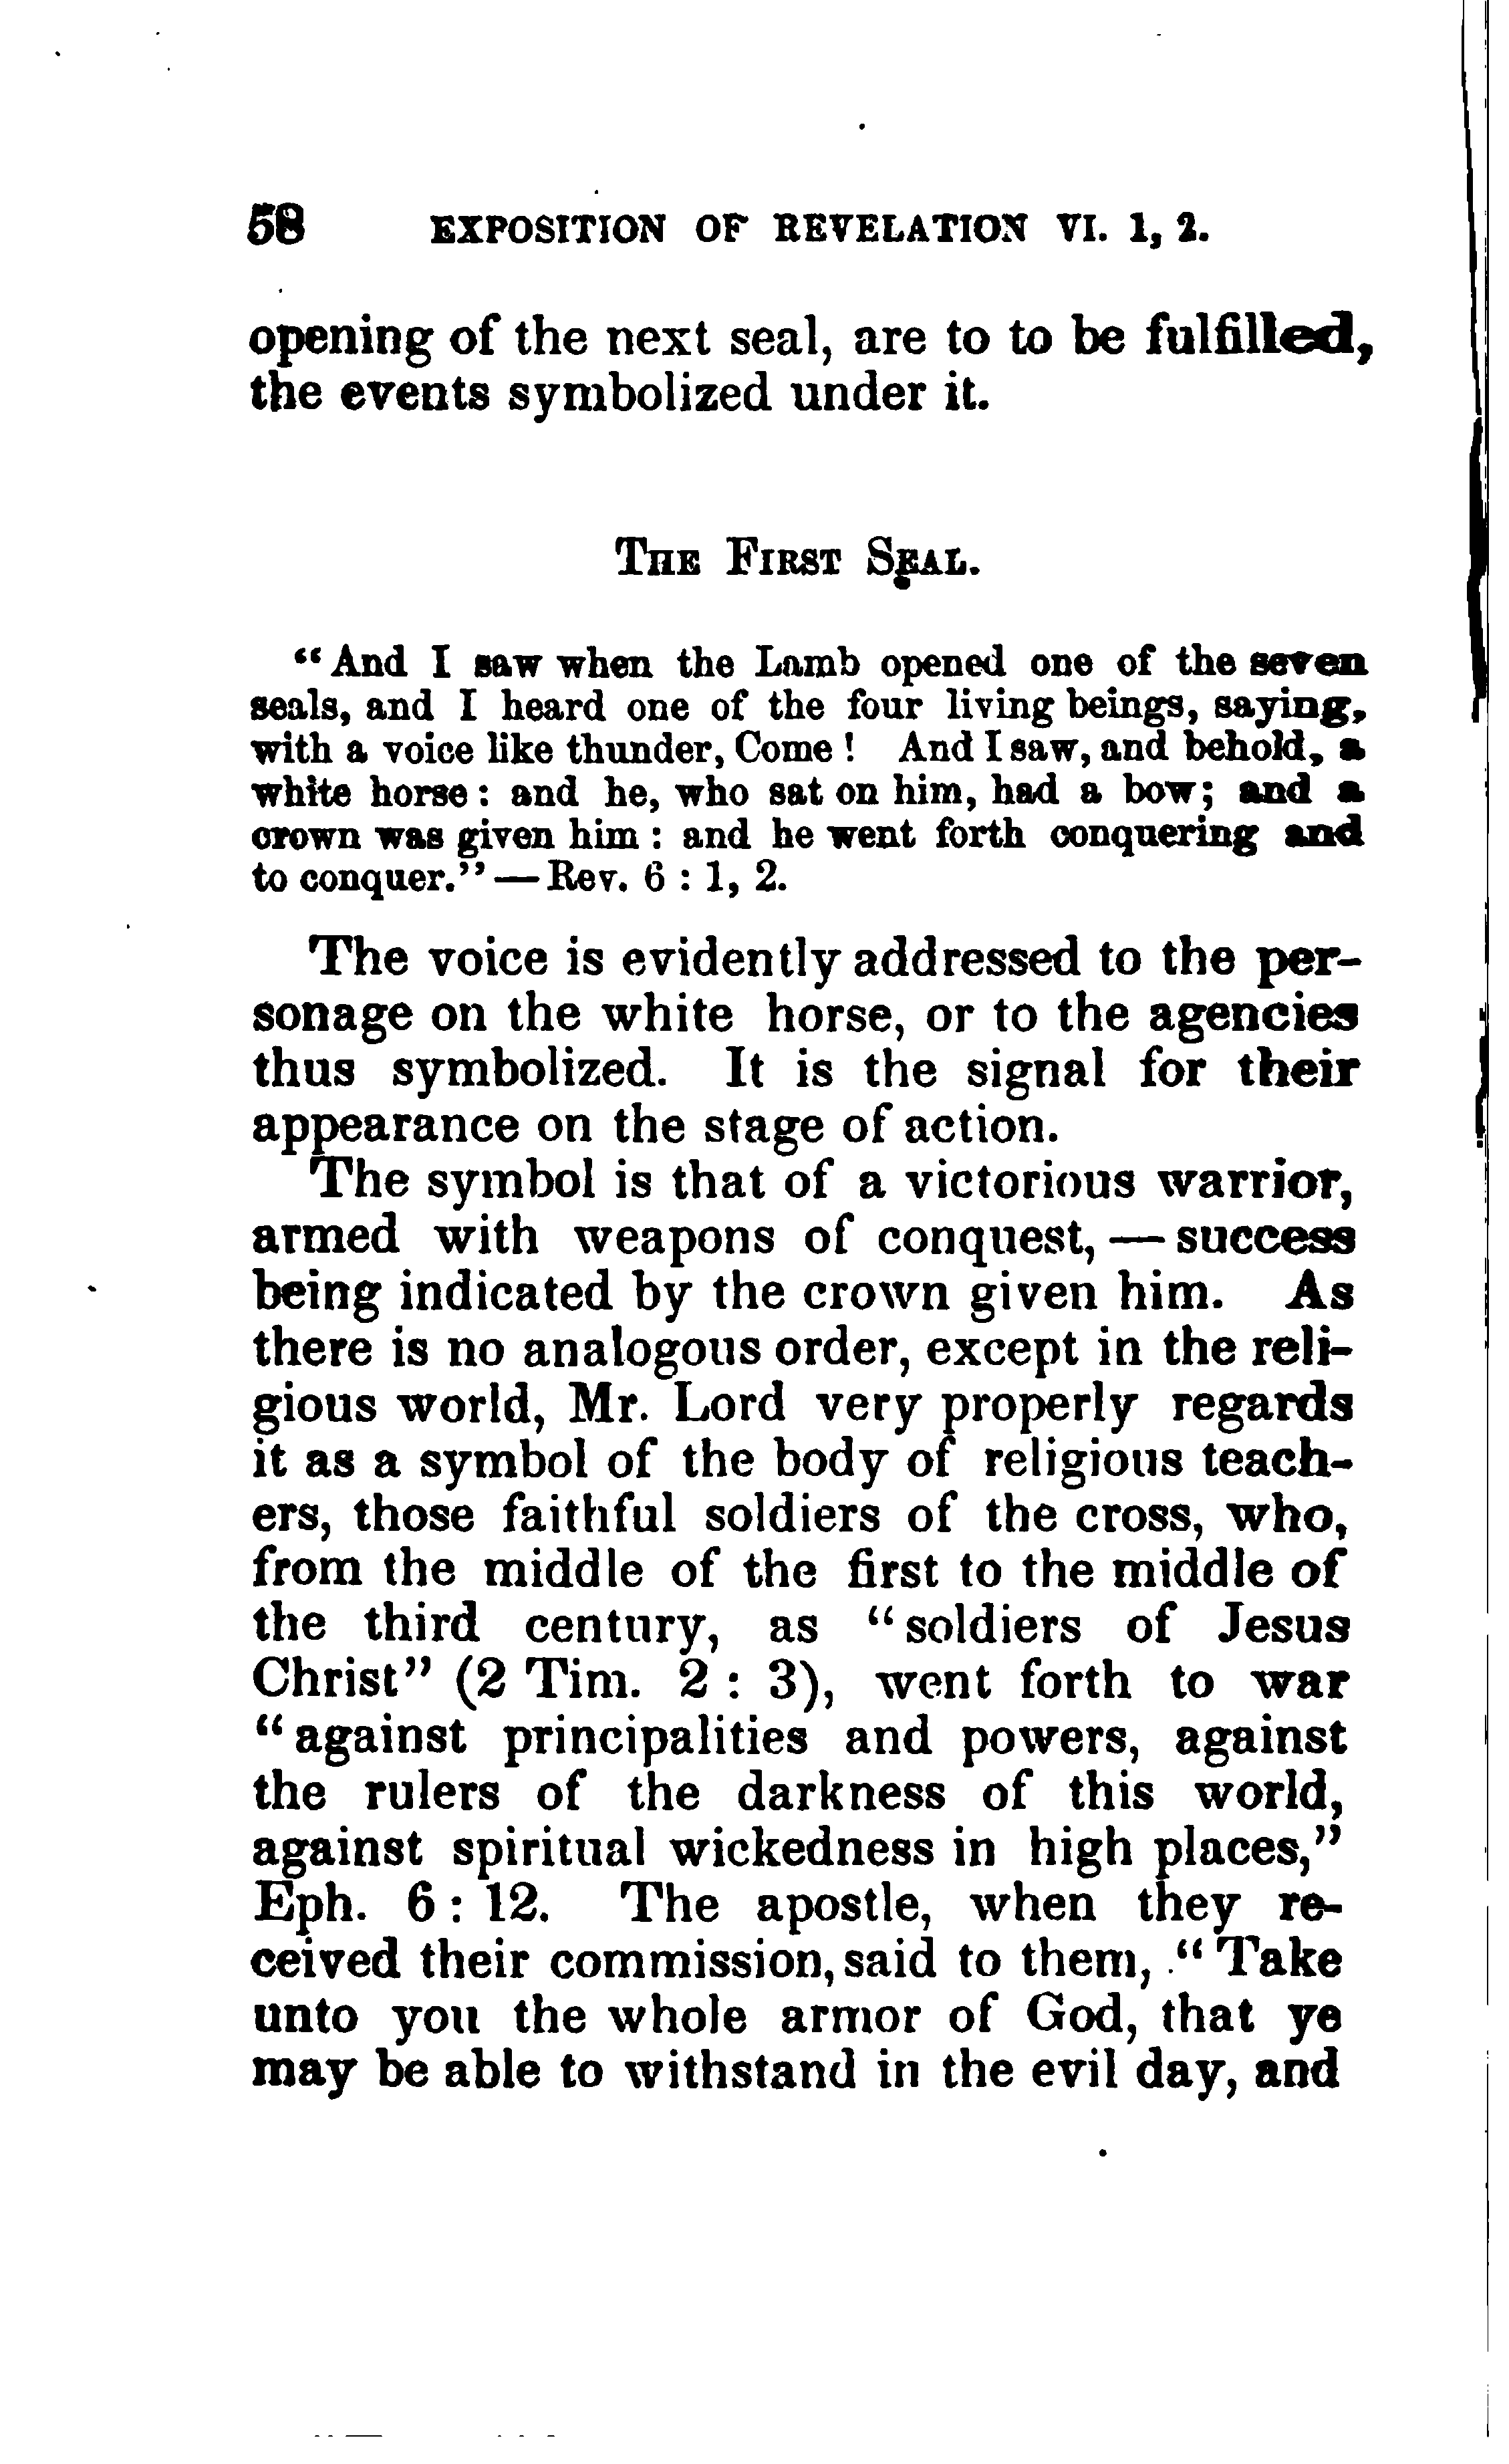 58 EXPOSITION OF REVELATION VI. 1, 2.
opening of the next seal, are to to be fulfilled,
the events symbolized under it.
THE FIRST SEAL.
“And I saw when the Lamb opened one of the seven
seals, and I heard one of the four living beings, saying,
with a voice like thunder, Come! And I saw, and behold, a
white horse: and he, who sat on him, had a bow; and a
crown was given him: and he went forth conquering and
to conquer.”—Rev. 6 : 1, 2.
The voice is evidently addressed to the per-
sonage on the white horse, or to the agencies
thus symbolized. It is the signal for their
appearance on the stage of action.
The symbol is that of a victorious warrior,
armed with weapons of conquest,—success
being indicated by the crown given him. As
there is no analogous order, except in the reli-
gious world, Mr. Lord very properly regards
it as a symbol of the body of religious teach-
ers, those faithful soldiers of the cross, who,
from the middle of the first to the middle of
the third century, as “soldiers of Jesus
Christ” (2 Tim. 2 : 3), went forth to war
“against principalities and powers, against
the rulers of the darkness of this world,
against spiritual wickedness in high places,”
Eph. 6 : 12. The apostle, when they re-
ceived their commission, said to them, “Take
unto you the whole armor of God, that ye
may be able to withstand in the evil day, and